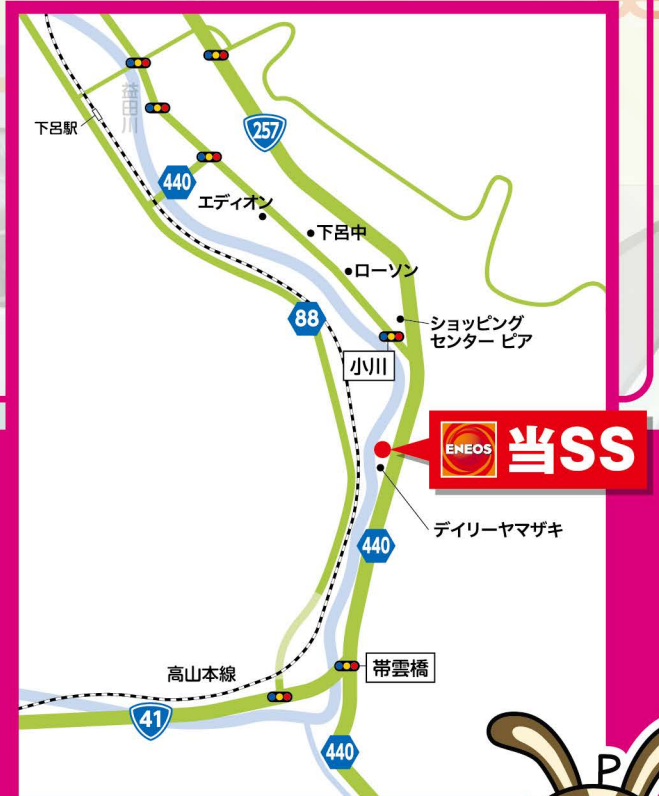 益田川
下呂駅
257
440
エディオン
下呂中
ローソン
88
ショッピング
センター ピア
小川
ENEOS 当SS
デイリーヤマザキ
440
帯雲橋
高山本線
41
440
P